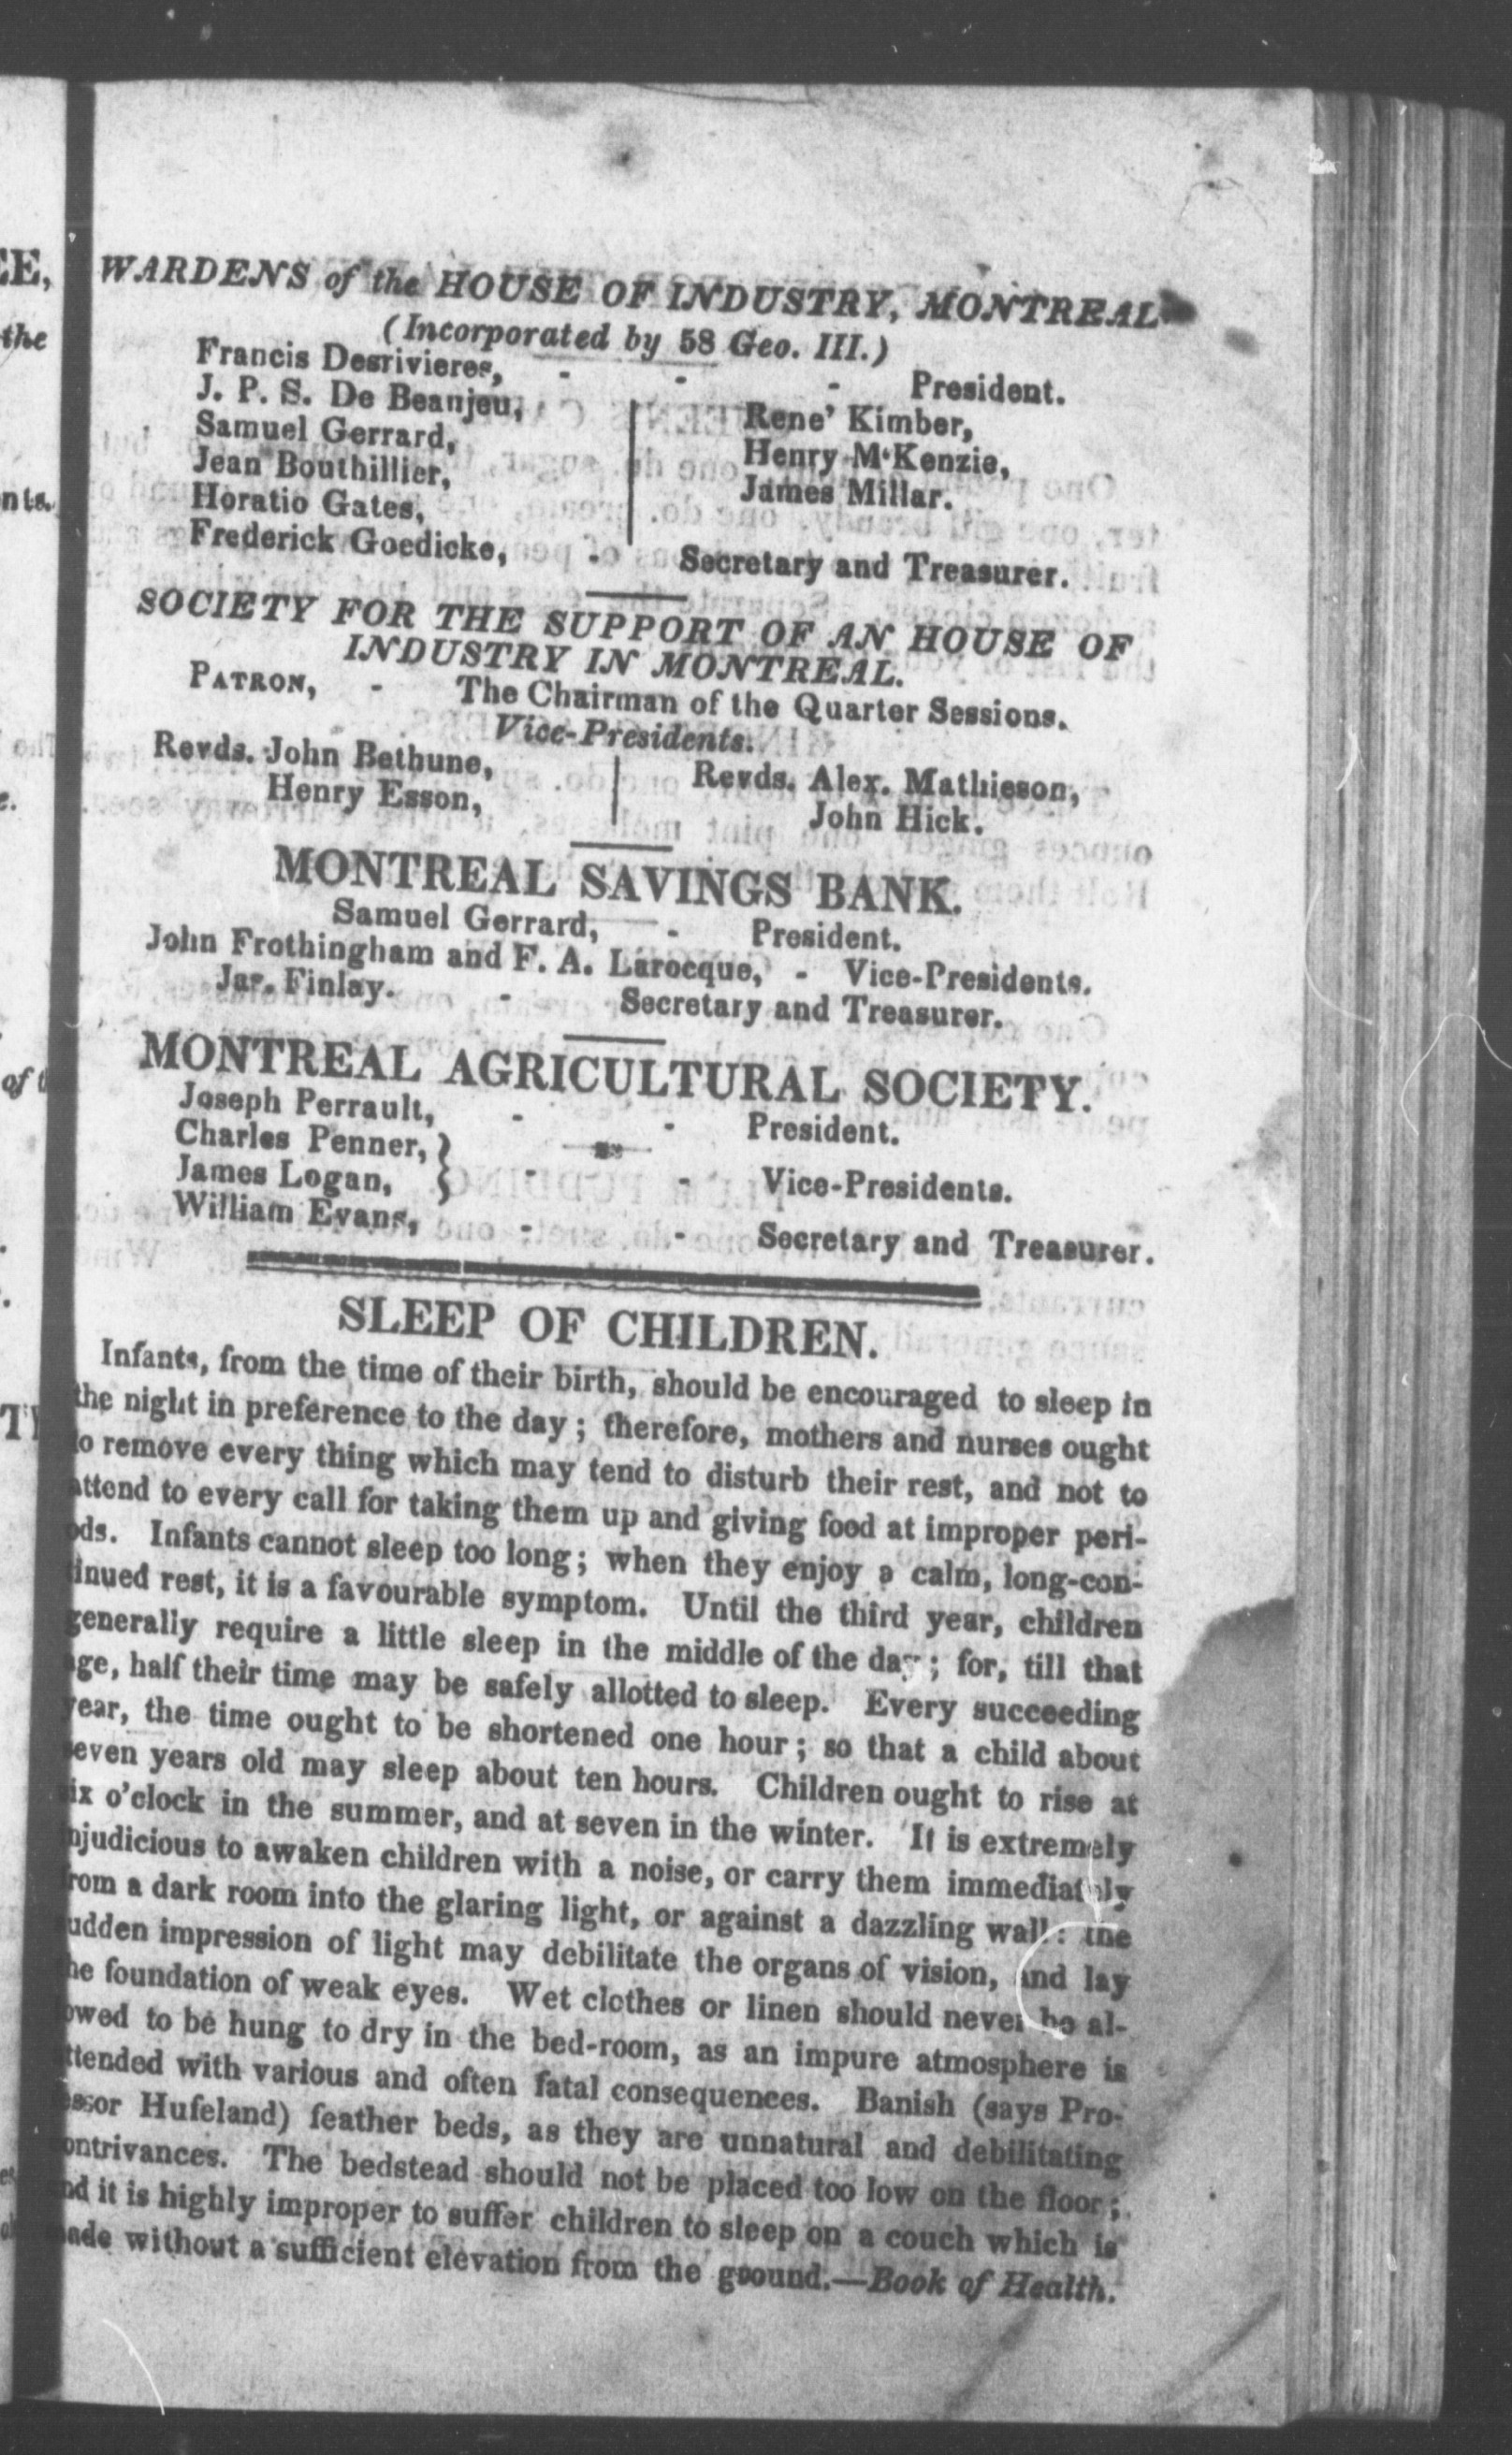 WARDENS of the HOUSE OF INDUSTRY, MONTREAL
(Incorporated by 58 Geo. III.)
Francis Desrivieres, - - - President.
J. P. S. De Beaujeu, | Rene' Kimber,
Samuel Gerrard, | Henry M'Kenzie,
Jean Bouthillier, | James Millar.
Horatio Gates,
Frederick Goedicke, - Secretary and Treasurer.
SOCIETY FOR THE SUPPORT OF AN HOUSE OF
INDUSTRY IN MONTREAL.
PATRON, - The Chairman of the Quarter Sessions.
Vice-Presidents.
Revds. John Bethune, | Revds. Alex. Mathieson,
Henry Esson, | John Hick.
MONTREAL SAVINGS BANK.
Samuel Gerrard, - President.
John Frothingham and F. A. Larocque, - Vice-Presidents.
Jas. Finlay. - Secretary and Treasurer.
MONTREAL AGRICULTURAL SOCIETY.
Joseph Perrault, - - President.
Charles Penner, }
James Logan, } - - Vice-Presidents.
William Evans, - - Secretary and Treasurer.
SLEEP OF CHILDREN.
Infants, from the time of their birth, should be encouraged to sleep in
the night in preference to the day; therefore, mothers and nurses ought
to remove every thing which may tend to disturb their rest, and not to
attend to every call for taking them up and giving food at improper peri-
ods. Infants cannot sleep too long; when they enjoy a calm, long-con-
tinued rest, it is a favourable symptom. Until the third year, children
generally require a little sleep in the middle of the day; for, till that
age, half their time may be safely allotted to sleep. Every succeeding
year, the time ought to be shortened one hour; so that a child about
seven years old may sleep about ten hours. Children ought to rise at
six o'clock in the summer, and at seven in the winter. It is extremely
njudicious to awaken children with a noise, or carry them immediately
from a dark room into the glaring light, or against a dazzling wall: the
sudden impression of light may debilitate the organs of vision, and lay
the foundation of weak eyes. Wet clothes or linen should never be al-
lowed to be hung to dry in the bed-room, as an impure atmosphere is
attended with various and often fatal consequences. Banish (says Pro-
essor Hufeland) feather beds, as they are unnatural and debilitating
contrivances. The bedstead should not be placed too low on the floor;
and it is highly improper to suffer children to sleep on a couch which is
made without a sufficient elevation from the goound.—Book of Health.